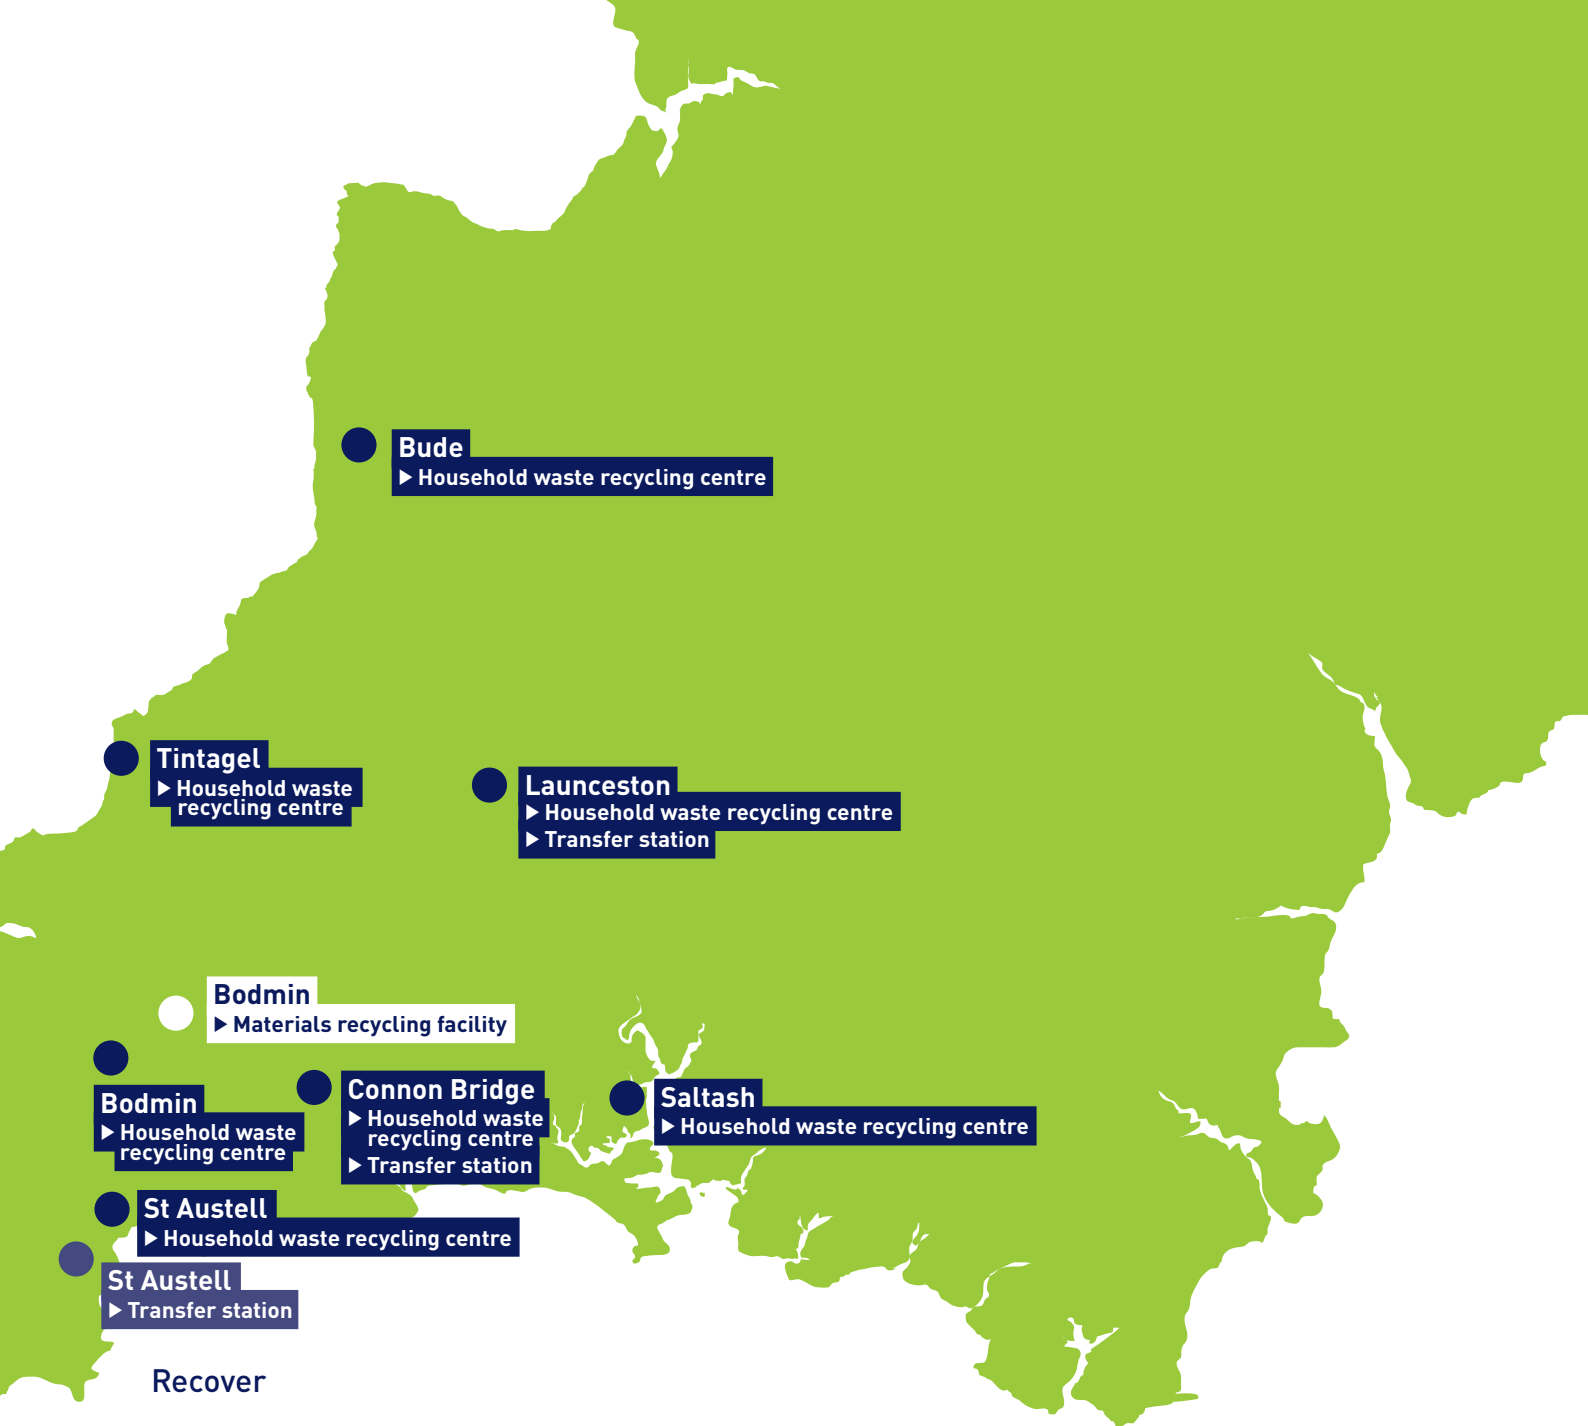 Bude
▶ Household waste recycling centre
Tintagel
▶ Household waste
recycling centre
Launceston
▶ Household waste recycling centre
▶ Transfer station
Bodmin
▶ Materials recycling facility
Bodmin
▶ Household waste
recycling centre
Connon Bridge
▶ Household waste
recycling centre
▶ Transfer station
Saltash
▶ Household waste recycling centre
St Austell
▶ Household waste recycling centre
St Austell
▶ Transfer station
Recover